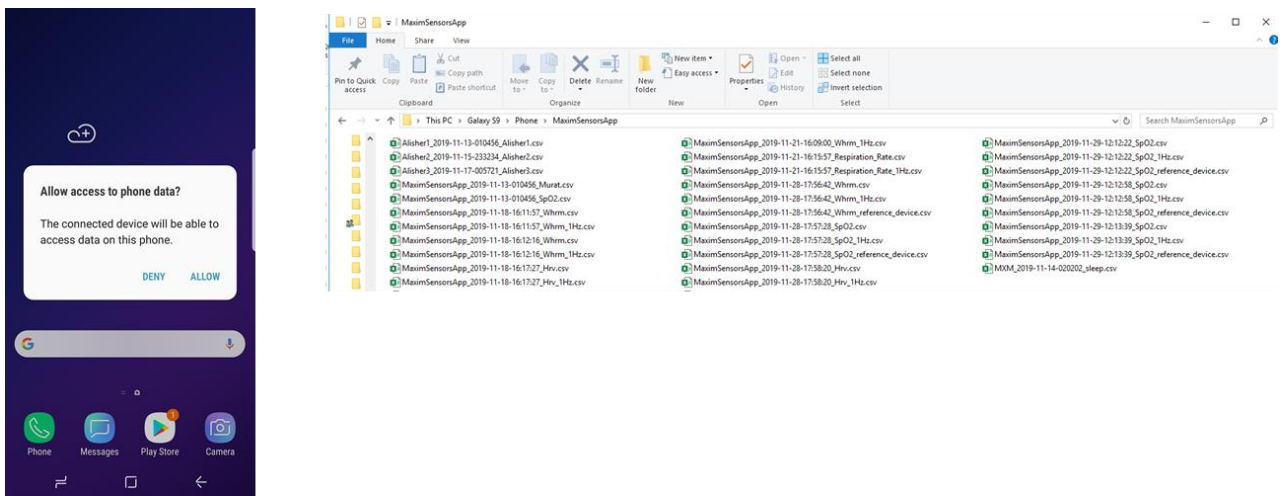 Allow access to phone data?
The connected device will be able to
access data on this phone.
DENY ALLOW
1
Phone Messages Play Store Camera
MaximSensorsApp
File Home Share View
Pin to Quick access
Copy
Paste
Cut
Copy path
Paste shortcut
Clipboard
Move to
Copy to
Delete
Rename
Organize
New folder
New item
Easy access
New
Properties
Open
Edit
History
Open
Select all
Select none
Invert selection
Select
This PC > Galaxy S9 > Phone > MaximSensorsApp
Search MaximSensorsApp
Alisher1_2019-11-13-010456_Alisher1.csv
Alisher2_2019-11-15-233234_Alisher2.csv
Alisher3_2019-11-17-005721_Alisher3.csv
MaximSensorsApp_2019-11-13-010456_Murat.csv
MaximSensorsApp_2019-11-13-010456_SpO2.csv
MaximSensorsApp_2019-11-18-16:11:57_Whrm.csv
MaximSensorsApp_2019-11-18-16:11:57_Whrm_1Hz.csv
MaximSensorsApp_2019-11-18-16:12:16_Whrm.csv
MaximSensorsApp_2019-11-18-16:12:16_Whrm_1Hz.csv
MaximSensorsApp_2019-11-18-16:17:27_Hrv.csv
MaximSensorsApp_2019-11-18-16:17:27_Hrv_1Hz.csv
MaximSensorsApp_2019-11-21-16:09:00_Whrm_1Hz.csv
MaximSensorsApp_2019-11-21-16:15:57_Respiration_Rate.csv
MaximSensorsApp_2019-11-21-16:15:57_Respiration_Rate_1Hz.csv
MaximSensorsApp_2019-11-28-17:56:42_Whrm.csv
MaximSensorsApp_2019-11-28-17:56:42_Whrm_1Hz.csv
MaximSensorsApp_2019-11-28-17:56:42_Whrm_reference_device.csv
MaximSensorsApp_2019-11-28-17:57:28_SpO2.csv
MaximSensorsApp_2019-11-28-17:57:28_SpO2_1Hz.csv
MaximSensorsApp_2019-11-28-17:57:28_SpO2_reference_device.csv
MaximSensorsApp_2019-11-28-17:58:20_Hrv.csv
MaximSensorsApp_2019-11-28-17:58:20_Hrv_1Hz.csv
MaximSensorsApp_2019-11-29-12:12:22_SpO2.csv
MaximSensorsApp_2019-11-29-12:12:22_SpO2_1Hz.csv
MaximSensorsApp_2019-11-29-12:12:22_SpO2_reference_device.csv
MaximSensorsApp_2019-11-29-12:12:58_SpO2.csv
MaximSensorsApp_2019-11-29-12:12:58_SpO2_1Hz.csv
MaximSensorsApp_2019-11-29-12:12:58_SpO2_reference_device.csv
MaximSensorsApp_2019-11-29-12:13:39_SpO2.csv
MaximSensorsApp_2019-11-29-12:13:39_SpO2_1Hz.csv
MaximSensorsApp_2019-11-29-12:13:39_SpO2_reference_device.csv
MXM_2019-11-14-020202_sleep.csv